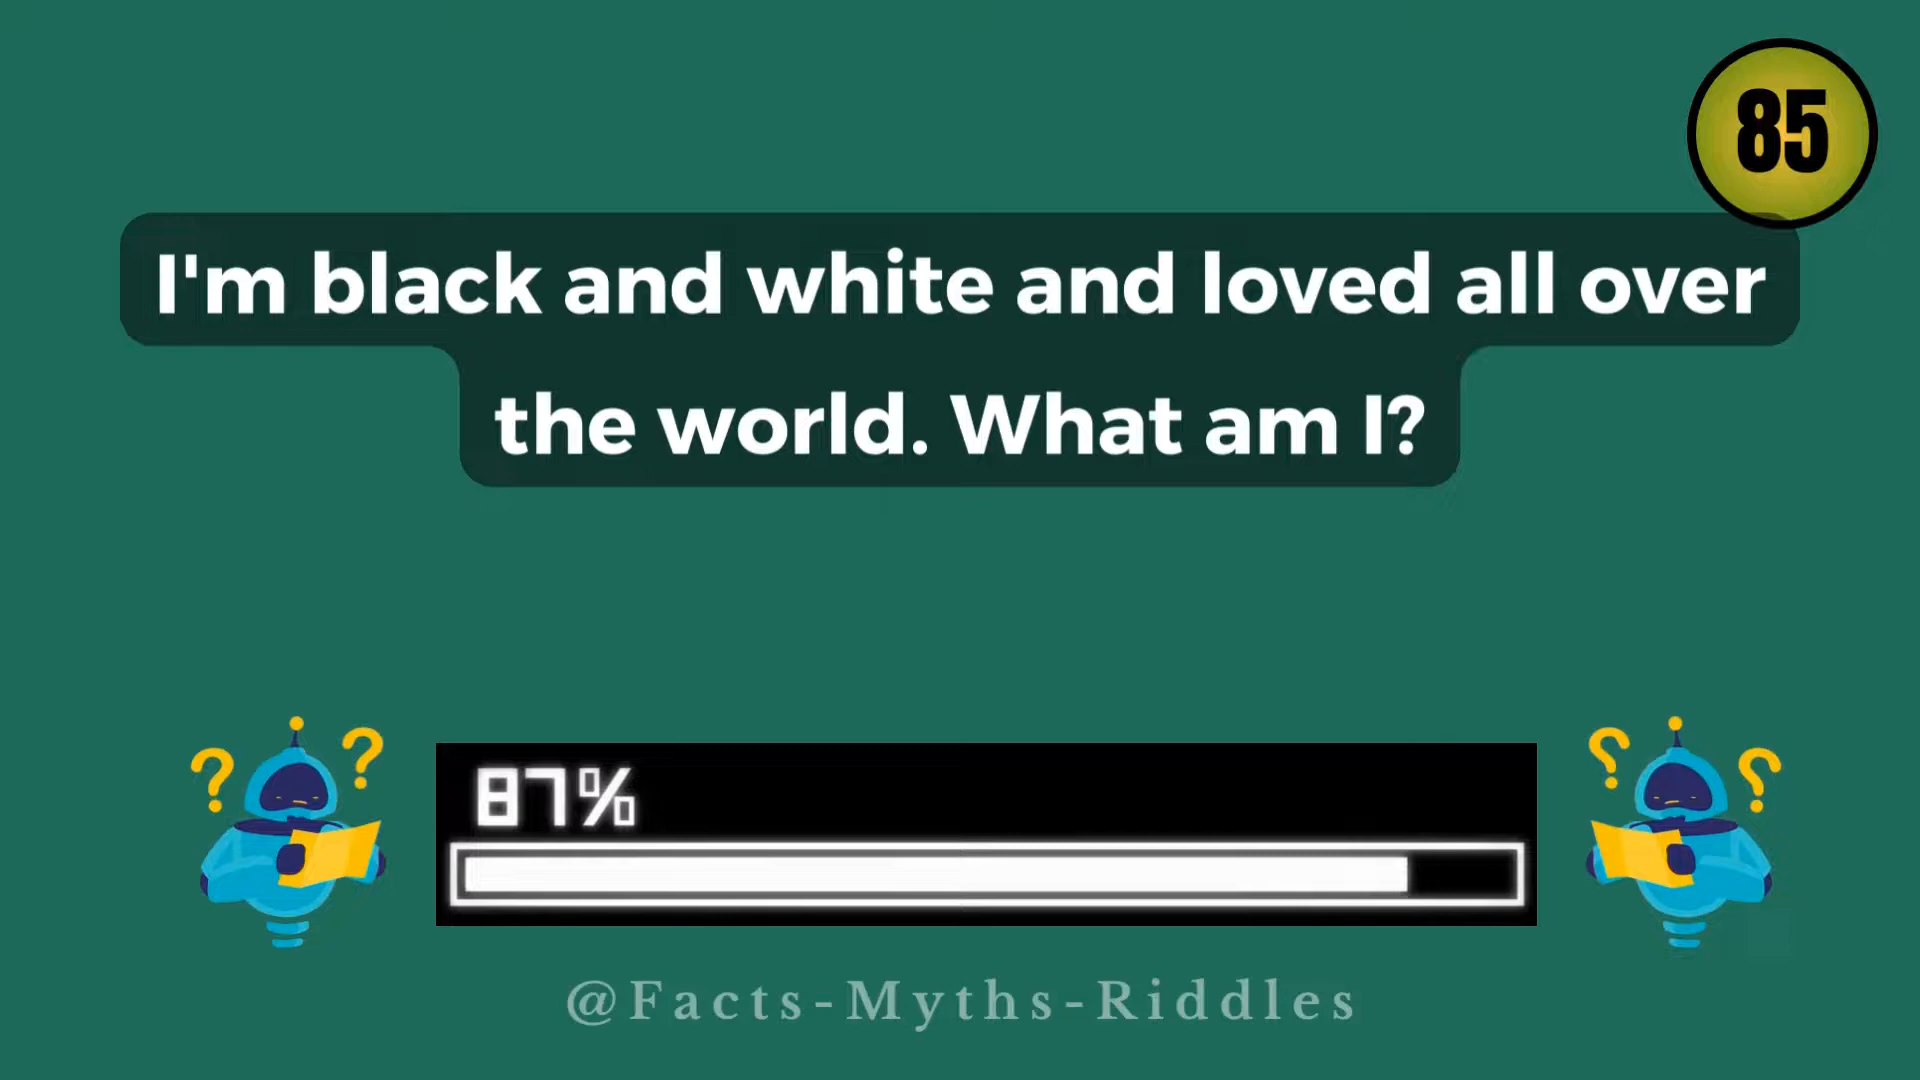 85
I'm black and white and loved all over
the world. What am I?
? ? ? ?
87%
@Facts-Myths-Riddles